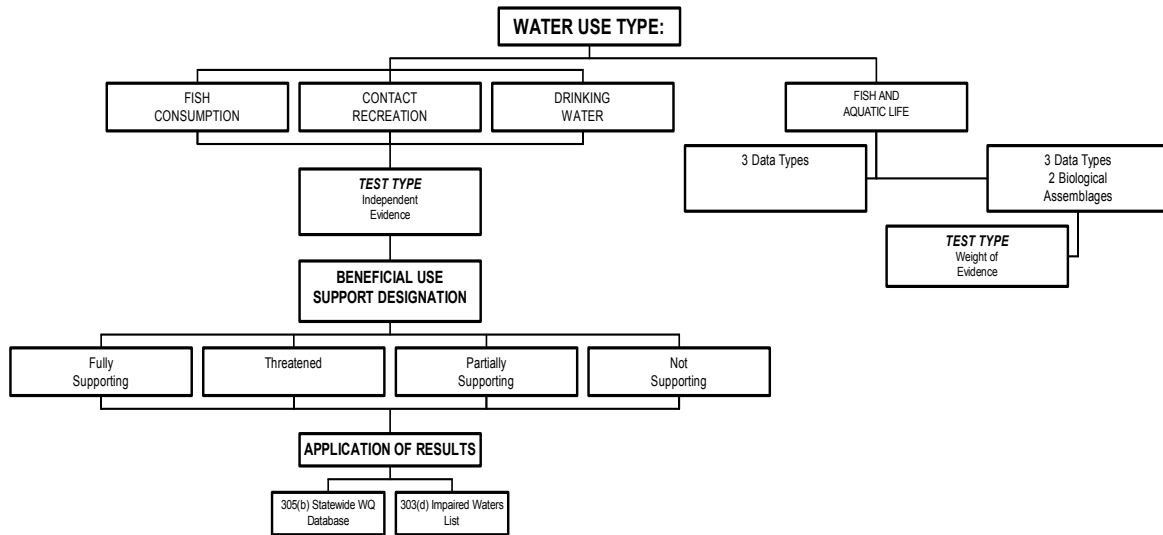 WATER USE TYPE:
FISH
CONSUMPTION
CONTACT
RECREATION
DRINKING
WATER
FISH AND
AQUATIC LIFE
3 Data Types
3 Data Types
2 Biological
Assemblages
TEST TYPE
Independent
Evidence
TEST TYPE
Weight of
Evidence
BENEFICIAL USE
SUPPORT DESIGNATION
Fully
Supporting
Threatened
Partially
Supporting
Not
Supporting
APPLICATION OF RESULTS
305(b) Statewide WQ
Database
303(d) Impaired Waters
List